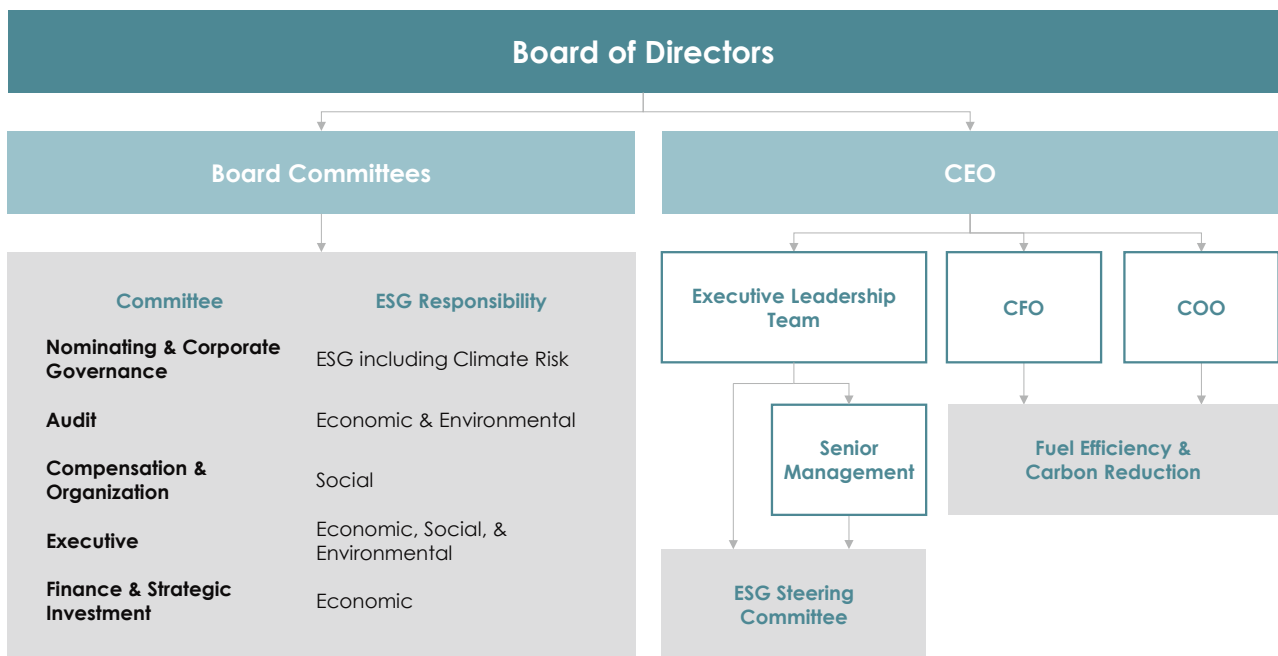 Board of Directors
Board Committees
CEO
Committee
ESG Responsibility
Nominating & Corporate
Governance
ESG including Climate Risk
Audit
Economic & Environmental
Compensation &
Organization
Social
Executive
Economic, Social, &
Environmental
Finance & Strategic
Investment
Economic
Executive Leadership
Team
CFO
COO
Senior
Management
Fuel Efficiency &
Carbon Reduction
ESG Steering
Committee